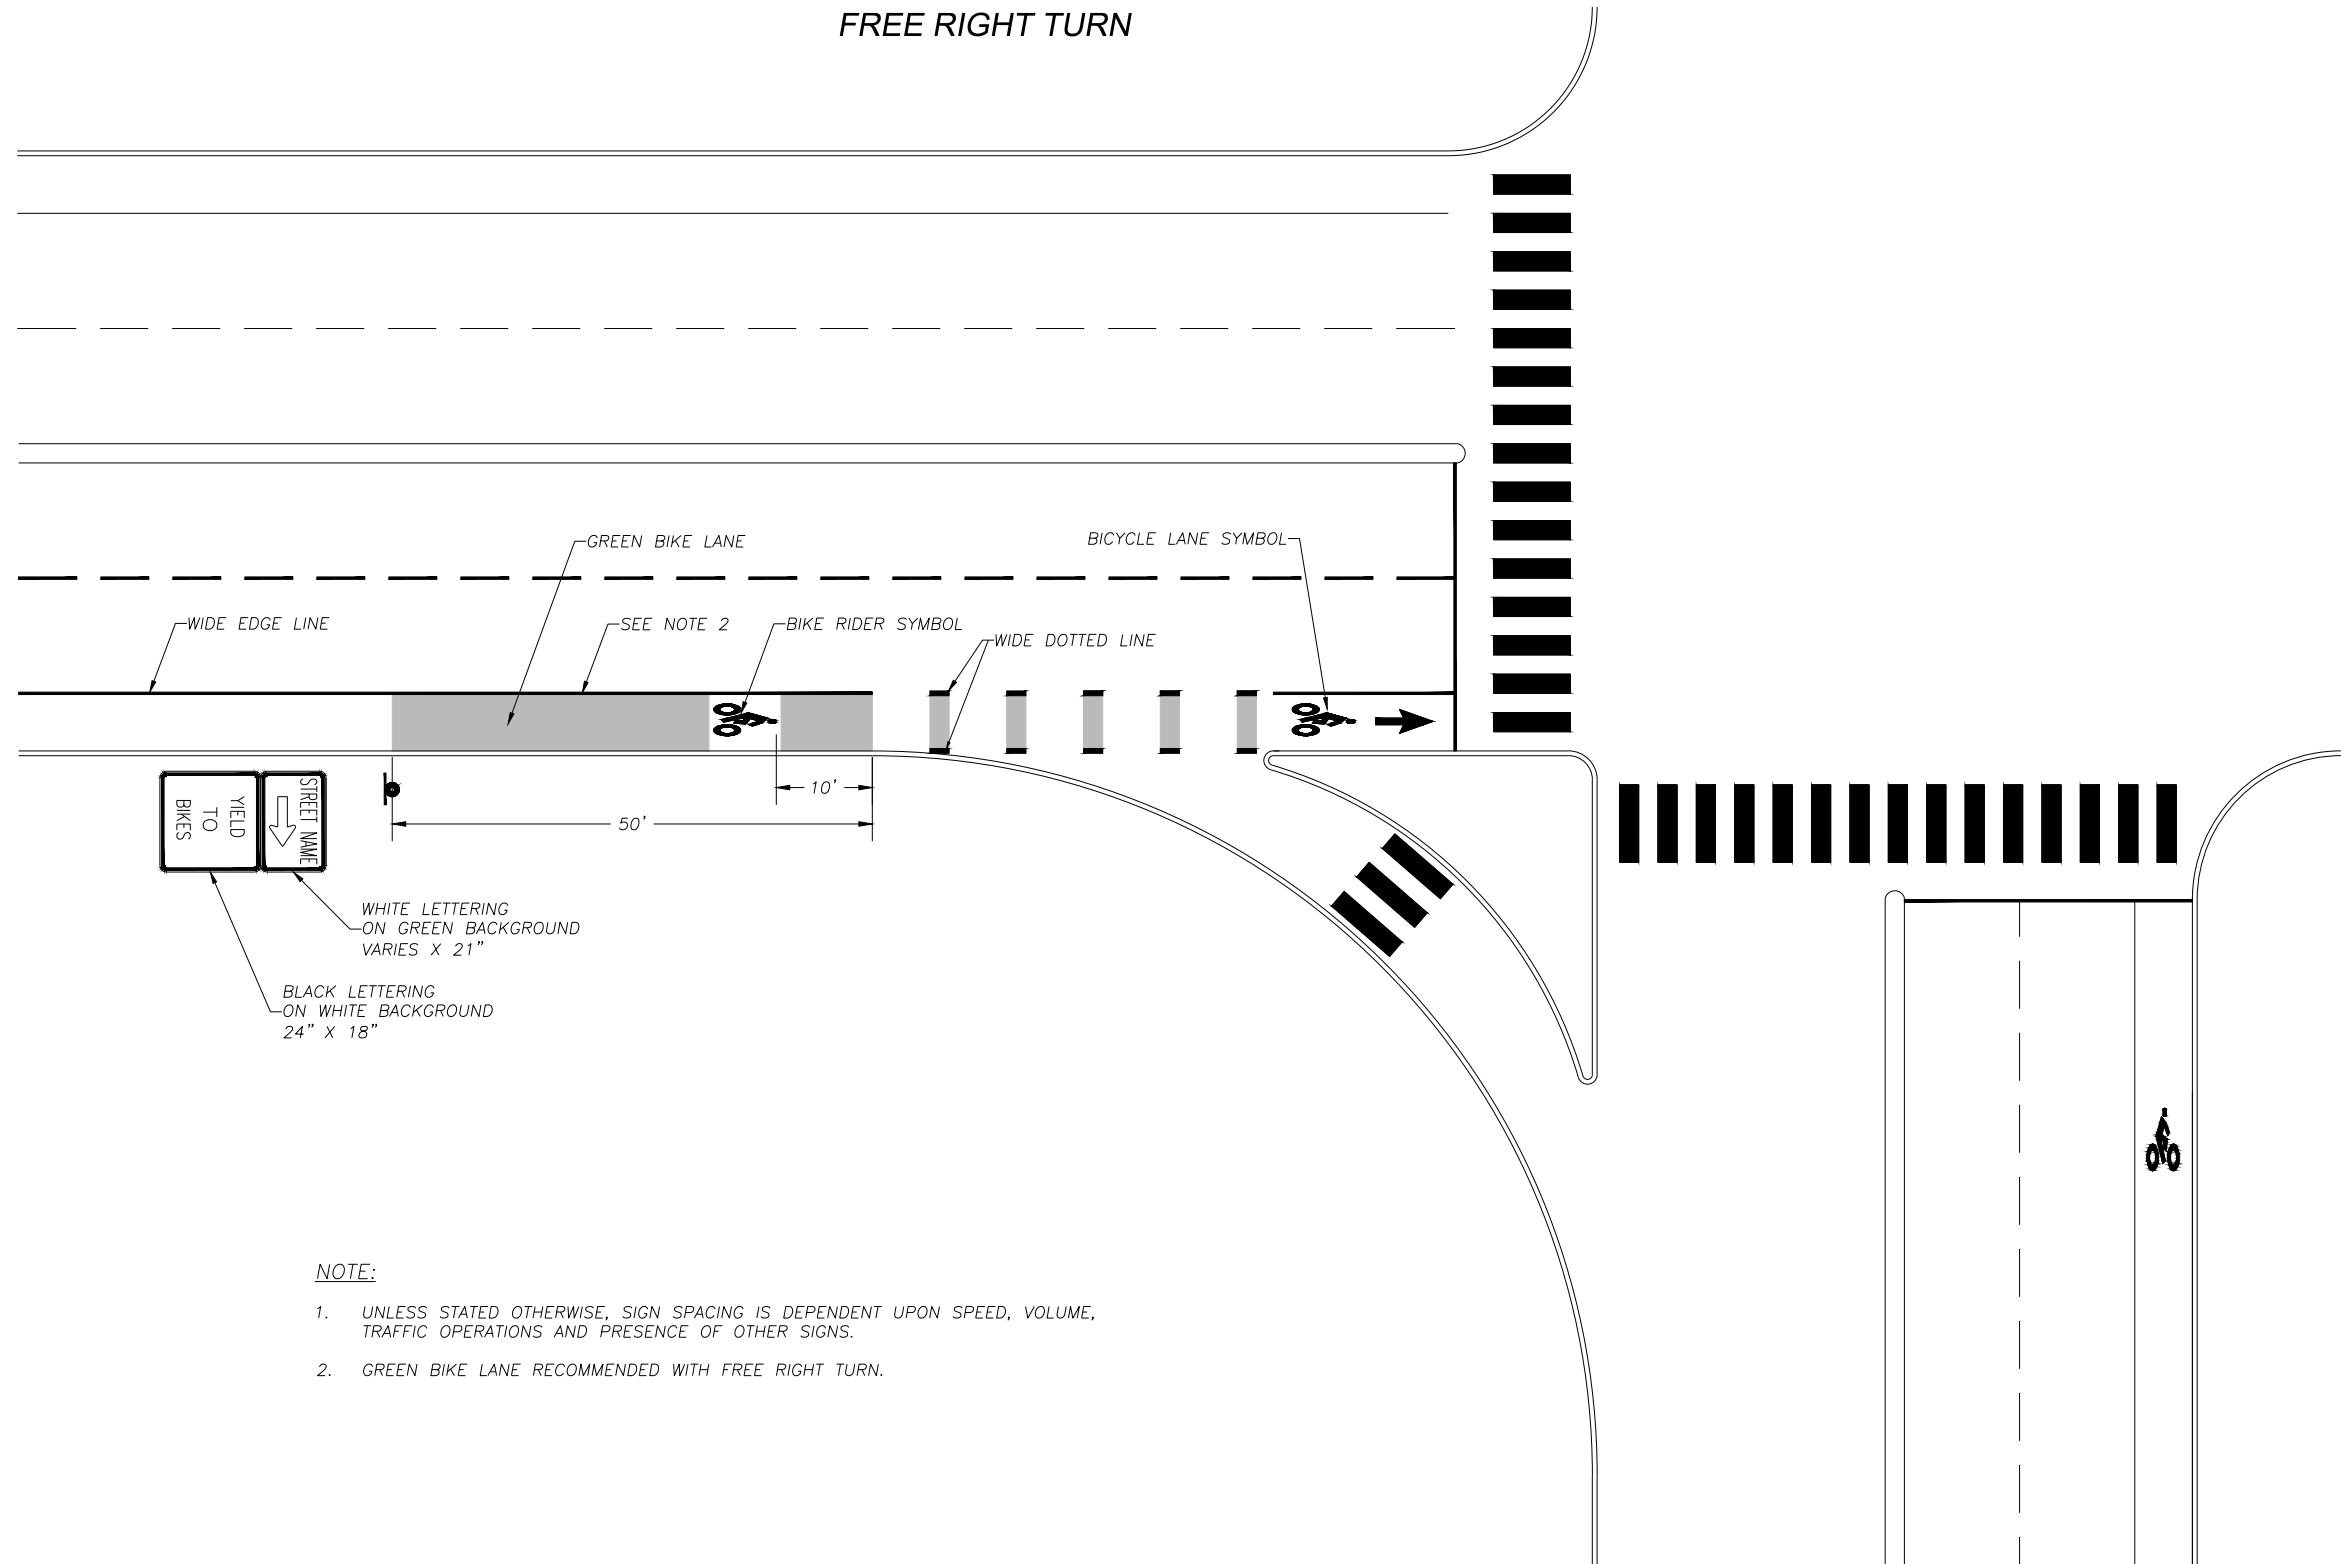 FREE RIGHT TURN
GREEN BIKE LANE
BICYCLE LANE SYMBOL
WIDE EDGE LINE
SEE NOTE 2
BIKE RIDER SYMBOL
WIDE DOTTED LINE
10'
50'
STREET NAME
YIELD
TO
BIKES
WHITE LETTERING
ON GREEN BACKGROUND
VARIES X 21"
BLACK LETTERING
ON WHITE BACKGROUND
24" X 18"
NOTE:
1. UNLESS STATED OTHERWISE, SIGN SPACING IS DEPENDENT UPON SPEED, VOLUME,
TRAFFIC OPERATIONS AND PRESENCE OF OTHER SIGNS.
2. GREEN BIKE LANE RECOMMENDED WITH FREE RIGHT TURN.